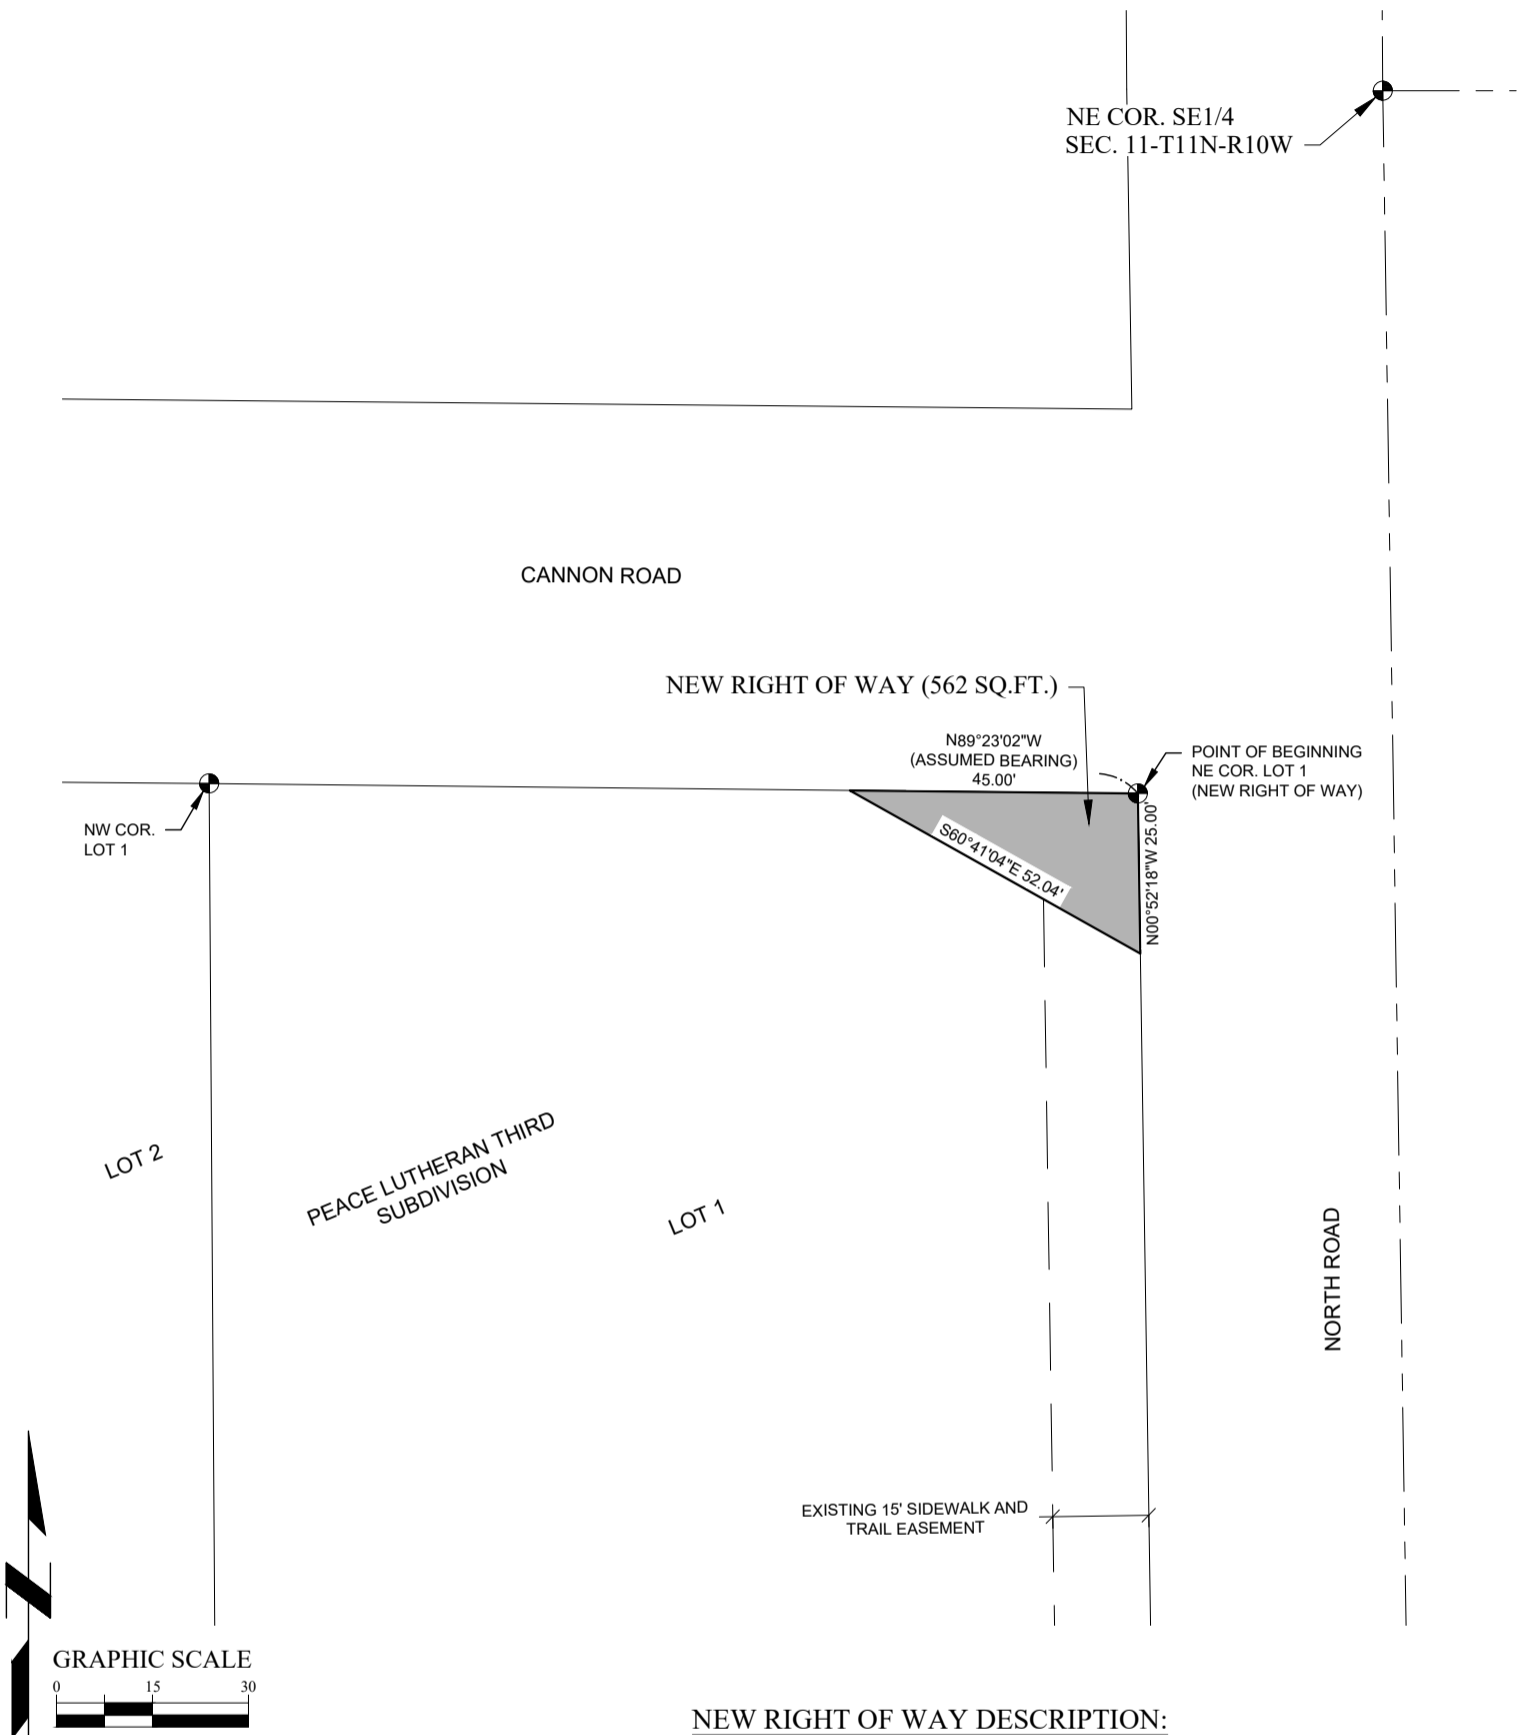 NE COR. SE1/4
SEC. 11-T11N-R10W
CANNON ROAD
NEW RIGHT OF WAY (562 SQ.FT.)
N89°23'02"W
(ASSUMED BEARING)
45.00'
POINT OF BEGINNING
NE COR. LOT 1
(NEW RIGHT OF WAY)
NW COR.
LOT 1
S60°41'04"E 52.04'
N00°52'18"W 25.00'
LOT 2
PEACE LUTHERAN THIRD
SUBDIVISION
LOT 1
NORTH ROAD
EXISTING 15' SIDEWALK AND
TRAIL EASEMENT
N
GRAPHIC SCALE
0 15 30
NEW RIGHT OF WAY DESCRIPTION: